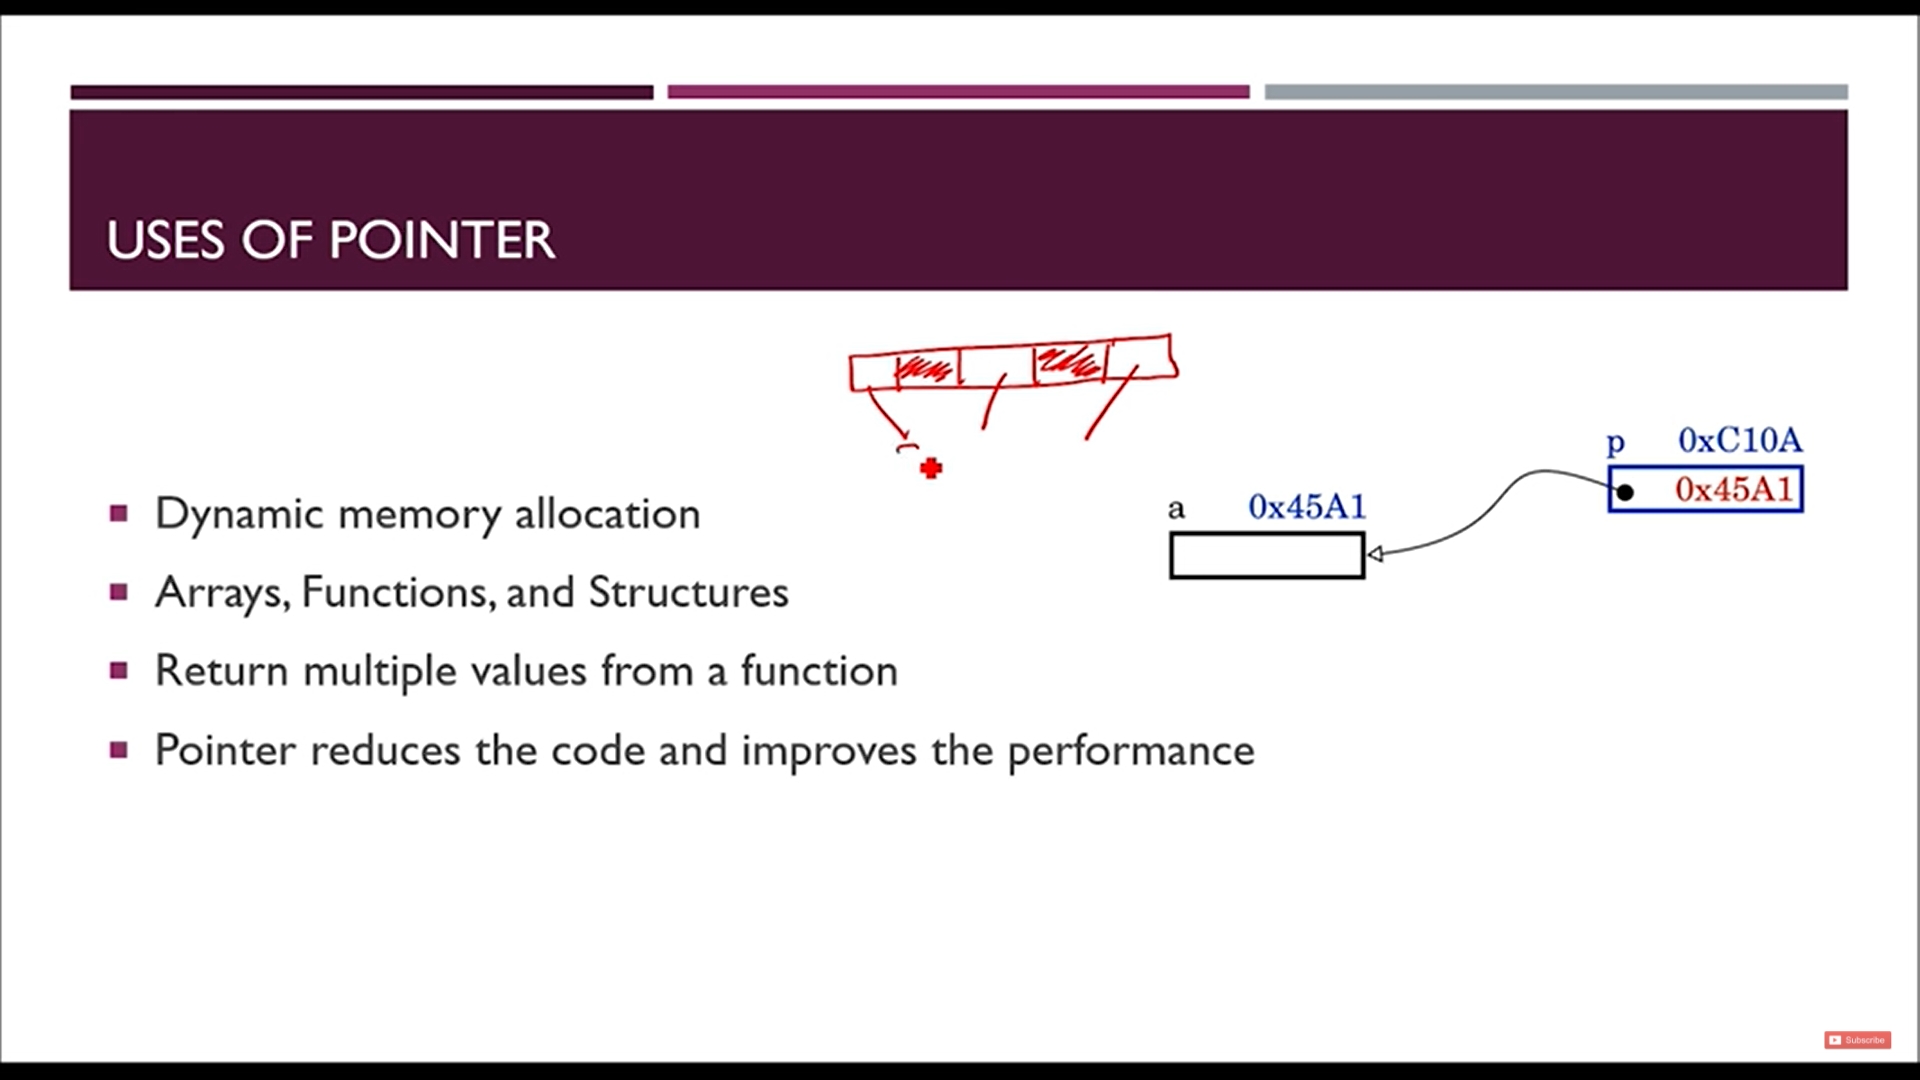 USES OF POINTER
p 0xC10A
0x45A1
a 0x45A1
Dynamic memory allocation
Arrays, Functions, and Structures
Return multiple values from a function
Pointer reduces the code and improves the performance
Subscribe